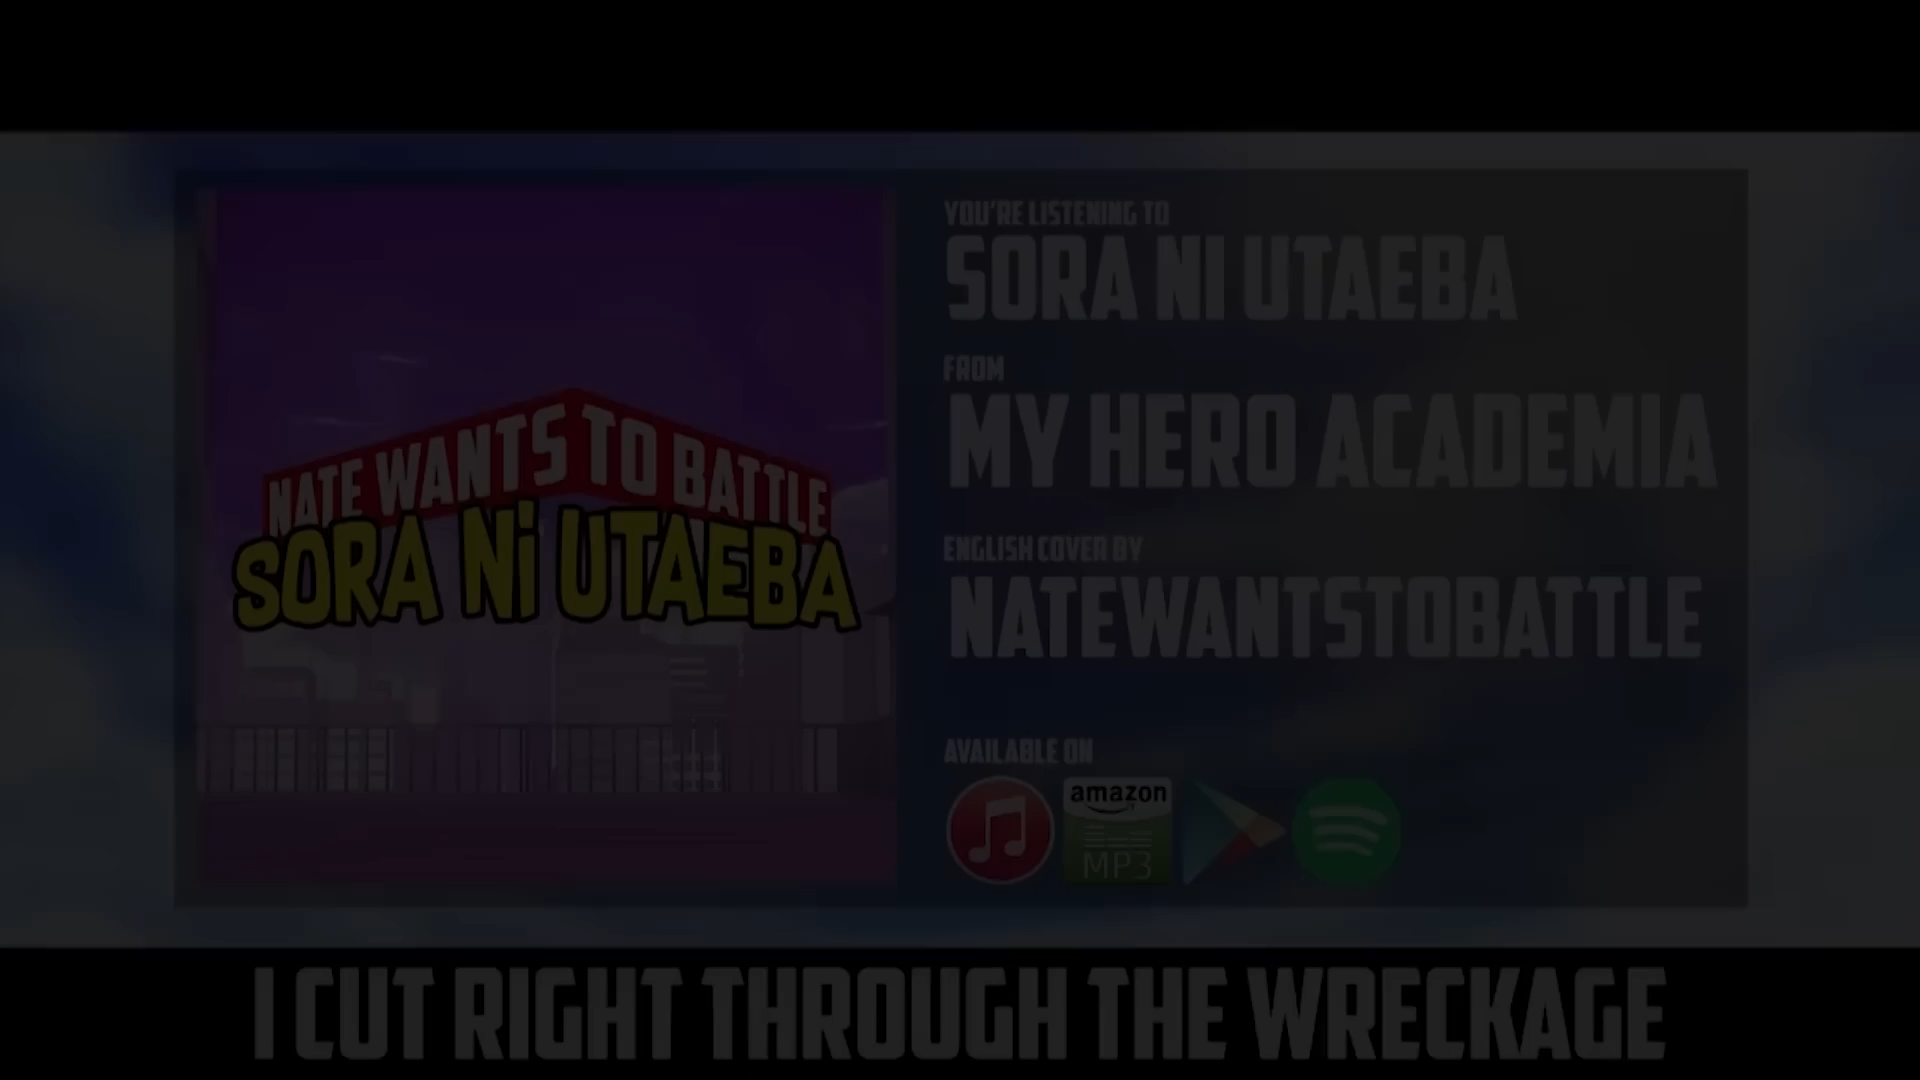 NATE WANTS TO BATTLE
SORA Ni UTAEBA
YOU'RE LISTENING TO
SORA NI UTAEBA
FROM
MY HERO ACADEMIA
ENGLISH COVER BY
NATEWANTSTOBATTLE
AVAILABLE ON
amazon
MP3
I CUT RIGHT THROUGH THE WRECKAGE